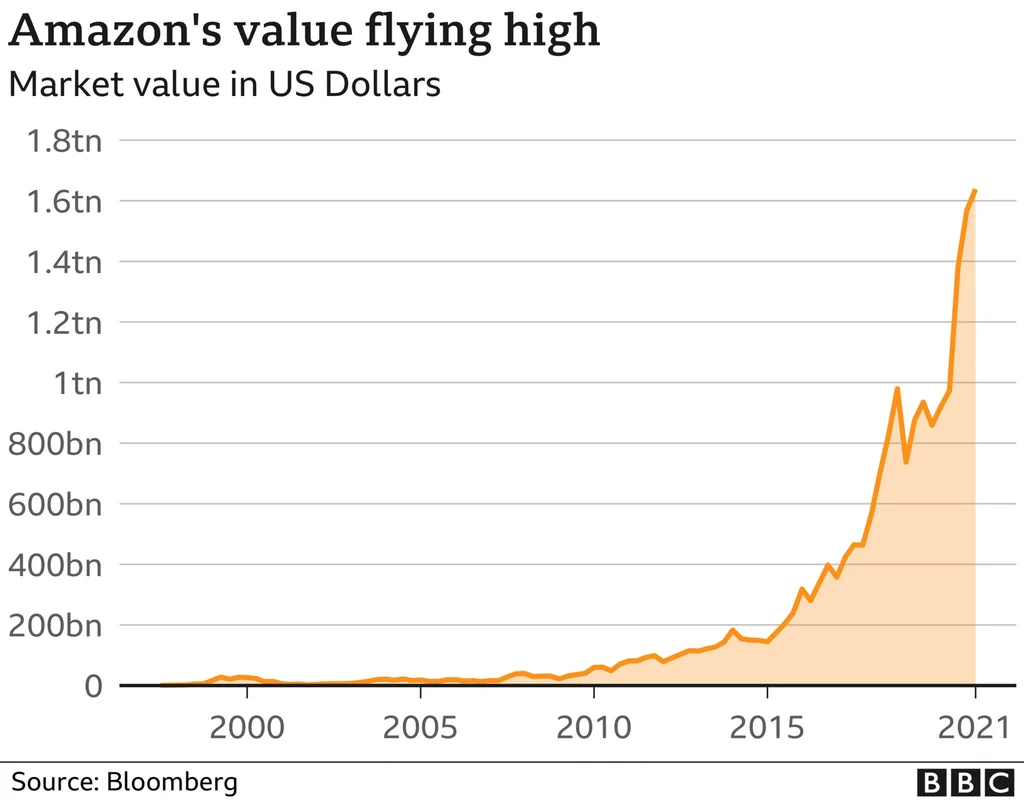 Amazon's value flying high
Market value in US Dollars
1.8tn
1.6tn
1.4tn
1.2tn
1tn
800bn
600bn
400bn
200bn
0
2000 2005 2010 2015 2021
Source: Bloomberg BBC